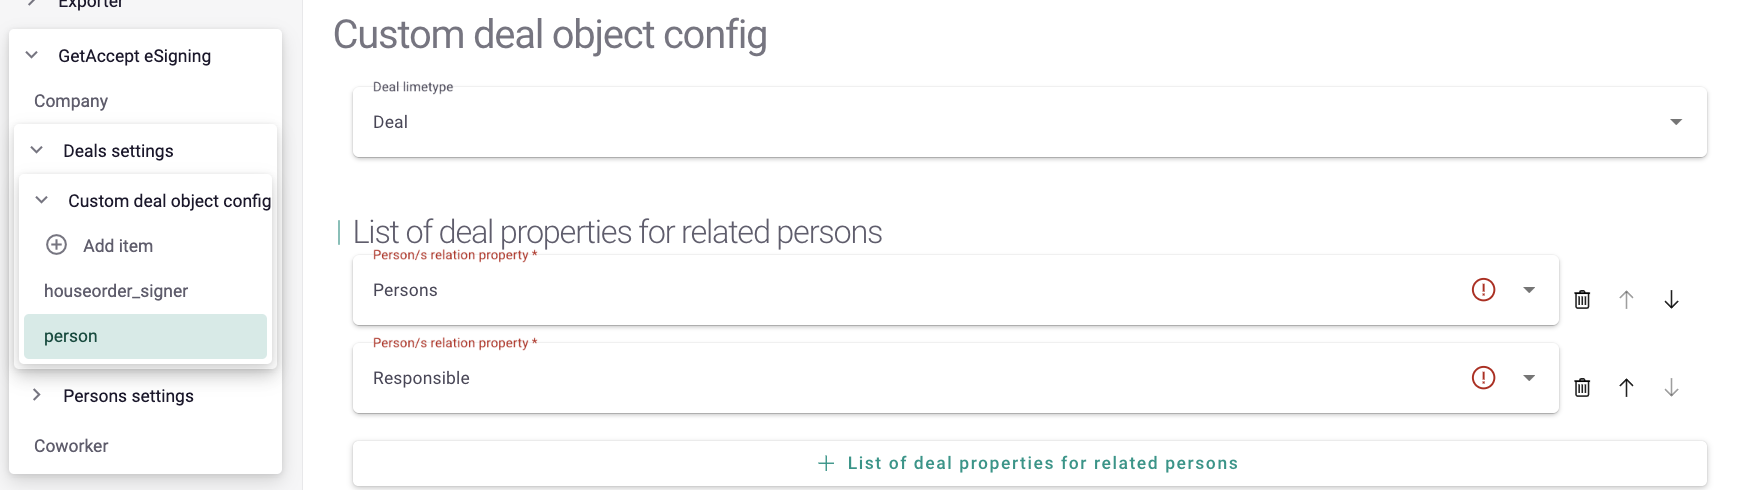 Exporter
GetAccept eSigning
Company
Deals settings
Custom deal object config
Add item
houseorder_signer
person
Persons settings
Coworker
Custom deal object config
Deal limetype
Deal
List of deal properties for related persons
Person/s relation property *
Persons
Person/s relation property *
Responsible
List of deal properties for related persons